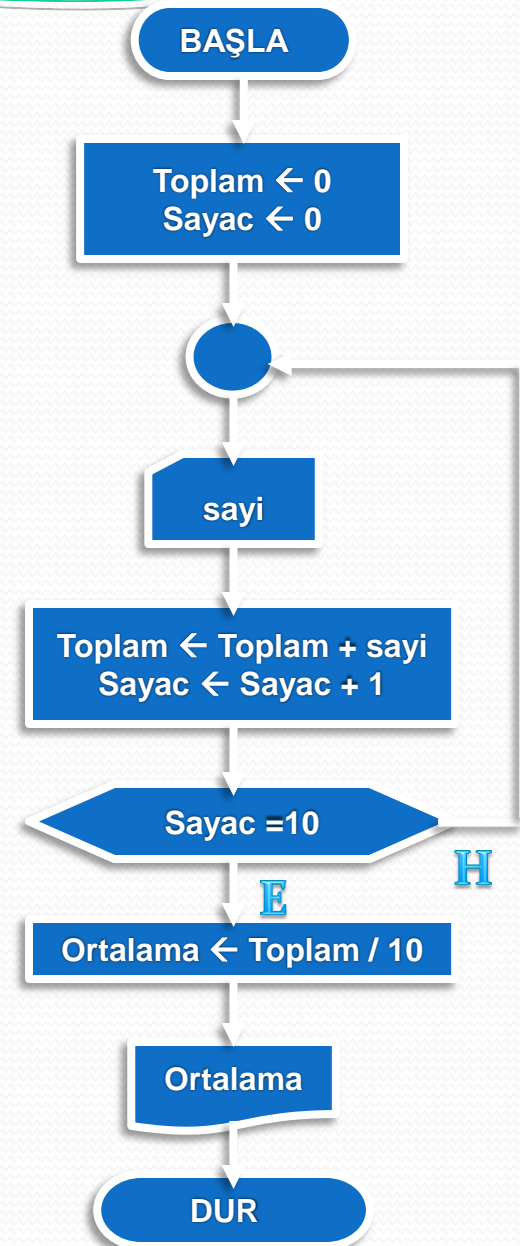 BAŞLA
Toplam ← 0
Sayac ← 0
sayi
Toplam ← Toplam + sayi
Sayac ← Sayac + 1
Sayac =10
H
E
Ortalama ← Toplam / 10
Ortalama
DUR